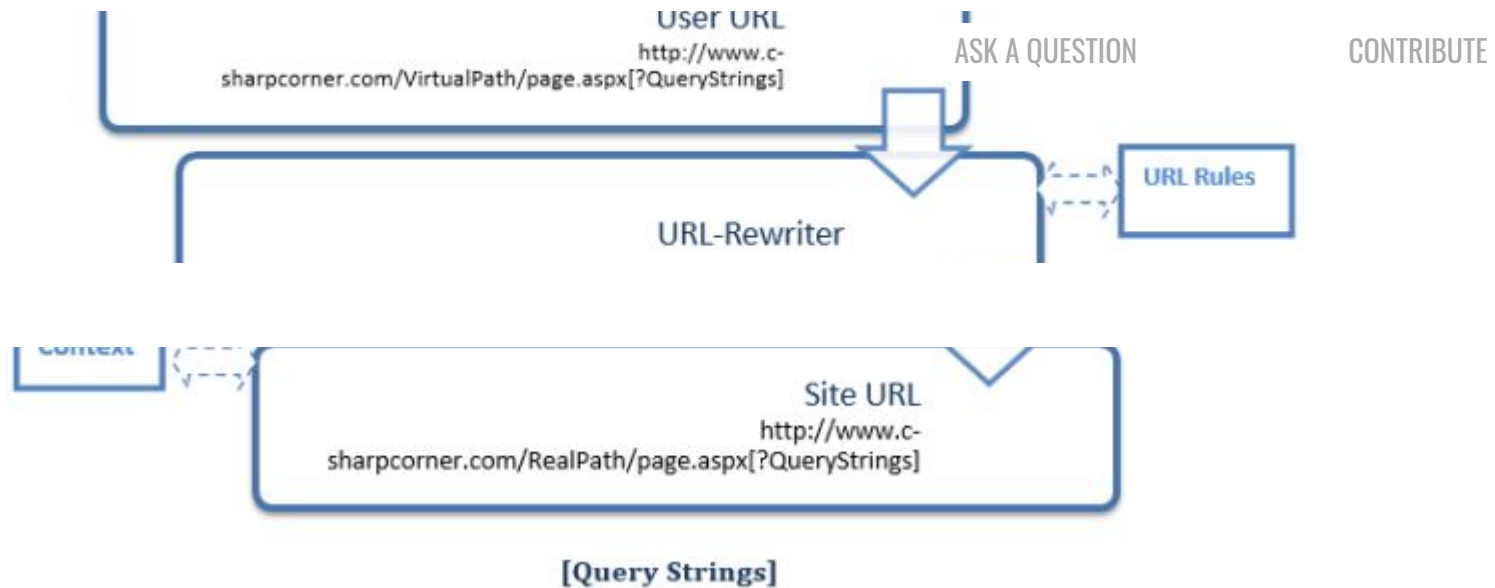 User URL
http://www.c-
sharpcorner.com/VirtualPath/page.aspx[?QueryStrings]
ASK A QUESTION
CONTRIBUTE
URL Rules
URL-Rewriter
Context
Site URL
http://www.c-
sharpcorner.com/RealPath/page.aspx[?QueryStrings]
[Query Strings]